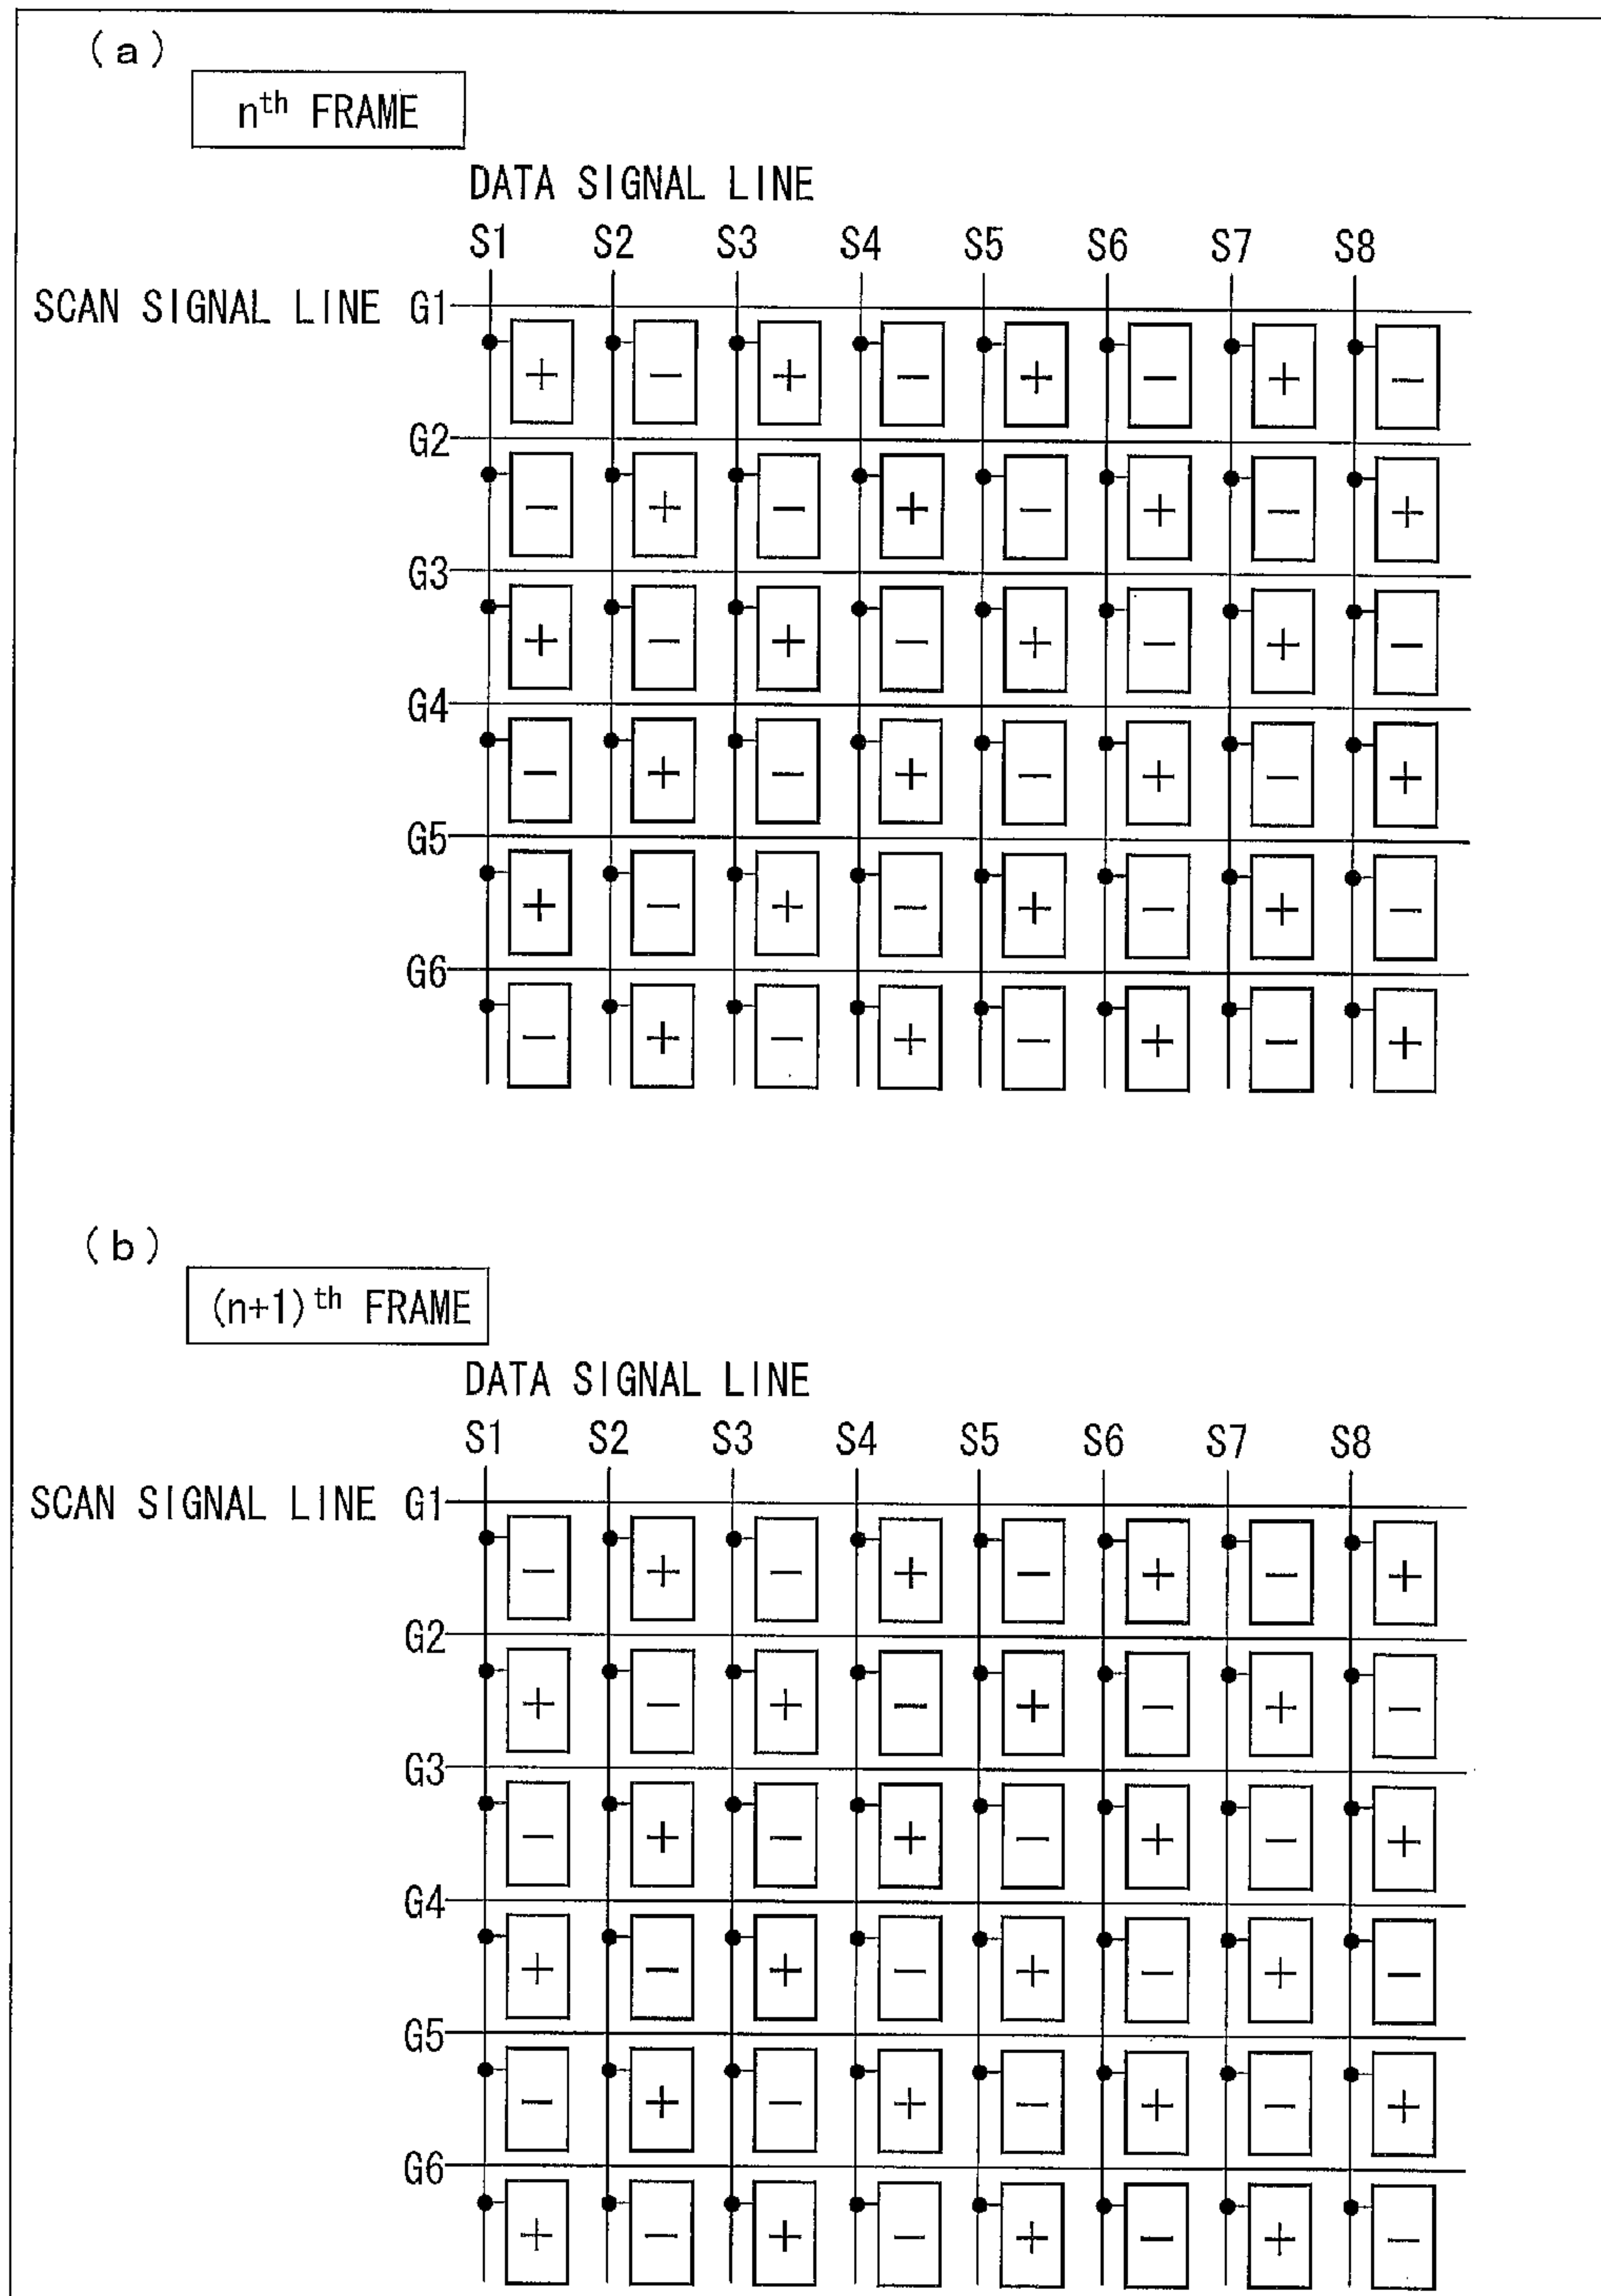 (a)
nth FRAME
DATA SIGNAL LINE
S1 S2 S3 S4 S5 S6 S7 S8
SCAN SIGNAL LINE G1
+ − + − + − + −
G2
− + − + − + − +
G3
+ − + − + − + −
G4
− + − + − + − +
G5
+ − + − + − + −
G6
− + − + − + − +
(b)
(n+1)th FRAME
DATA SIGNAL LINE
S1 S2 S3 S4 S5 S6 S7 S8
SCAN SIGNAL LINE G1
− + − + − + − +
G2
+ − + − + − + −
G3
− + − + − + − +
G4
+ − + − + − + −
G5
− + − + − + − +
G6
+ − + − + − + −